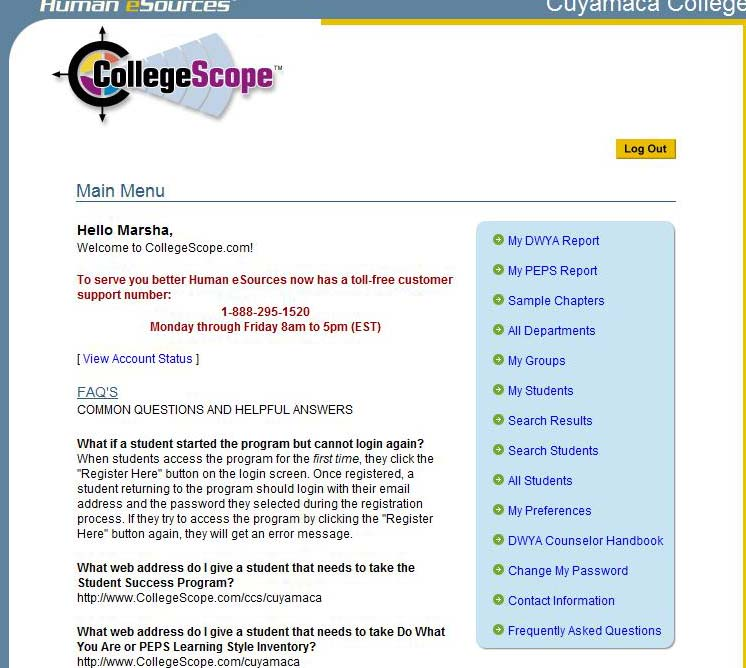 Human eSources
Cuyamaca College
CollegeScope™
Log Out
Main Menu
Hello Marsha,
Welcome to CollegeScope.com!
To serve you better Human eSources now has a toll-free customer
support number:
1-888-295-1520
Monday through Friday 8am to 5pm (EST)
[ View Account Status ]
FAQ'S
COMMON QUESTIONS AND HELPFUL ANSWERS
What if a student started the program but cannot login again?
When students access the program for the first time, they click the
"Register Here" button on the login screen. Once registered, a
student returning to the program should login with their email
address and the password they selected during the registration
process. If they try to access the program by clicking the "Register
Here" button again, they will get an error message.
What web address do I give a student that needs to take the
Student Success Program?
http://www.CollegeScope.com/ccs/cuyamaca
What web address do I give a student that needs to take Do What
You Are or PEPS Learning Style Inventory?
http://www.CollegeScope.com/cuyamaca
My DWYA Report
My PEPS Report
Sample Chapters
All Departments
My Groups
My Students
Search Results
Search Students
All Students
My Preferences
DWYA Counselor Handbook
Change My Password
Contact Information
Frequently Asked Questions